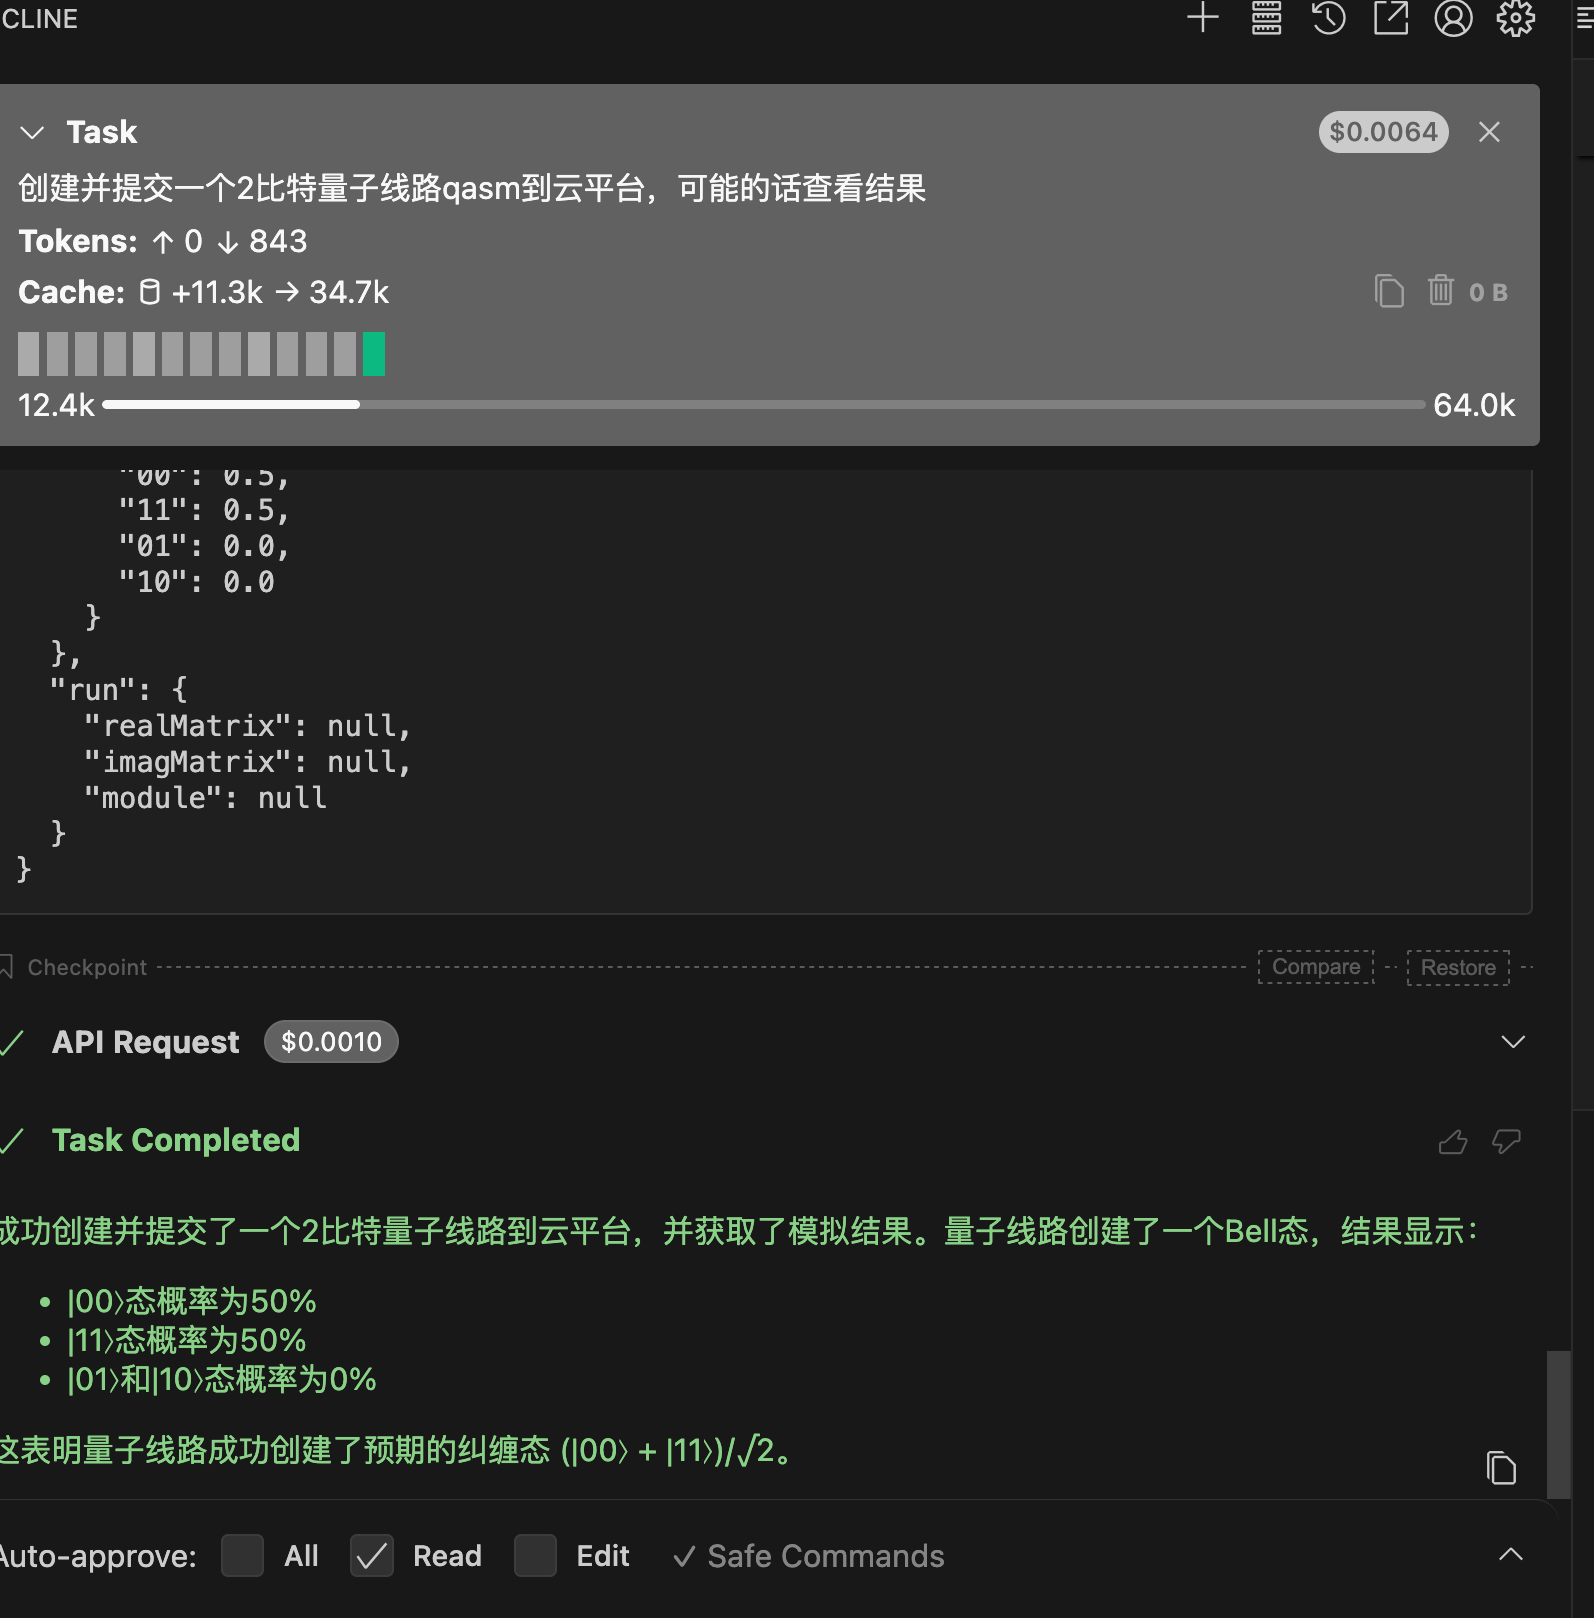 CLINE
Task $0.0064
创建并提交一个2比特量子线路qasm到云平台，可能的话查看结果
Tokens: ↑ 0 ↓ 843
Cache: +11.3k → 34.7k 0 B
12.4k 64.0k
"00": 0.5,
"11": 0.5,
"01": 0.0,
"10": 0.0
}
},
"run": {
"realMatrix": null,
"imagMatrix": null,
"module": null
}
}
Checkpoint Compare Restore
API Request $0.0010
Task Completed
成功创建并提交了一个2比特量子线路到云平台，并获取了模拟结果。量子线路创建了一个Bell态，结果显示：
• |00⟩态概率为50%
• |11⟩态概率为50%
• |01⟩和|10⟩态概率为0%
这表明量子线路成功创建了预期的纠缠态 (|00⟩ + |11⟩)/√2。
Auto-approve: All Read Edit ✓ Safe Commands